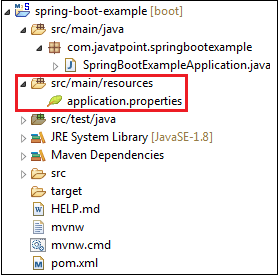 spring-boot-example [boot]
src/main/java
com.javatpoint.springbootexample
SpringBootExampleApplication.java
src/main/resources
application.properties
src/test/java
JRE System Library [JavaSE-1.8]
Maven Dependencies
src
target
HELP.md
mvnw
mvnw.cmd
pom.xml